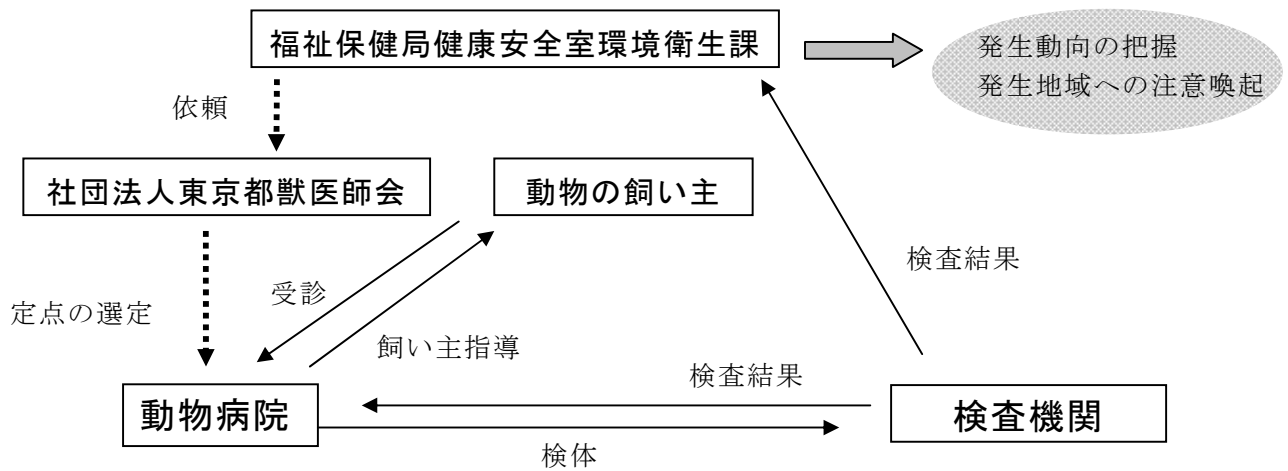 福祉保健局健康安全室環境衛生課
発生動向の把握
発生地域への注意喚起
依頼
社団法人東京都獣医師会
動物の飼い主
検査結果
受診
定点の選定
飼い主指導
検査結果
動物病院
検査機関
検体